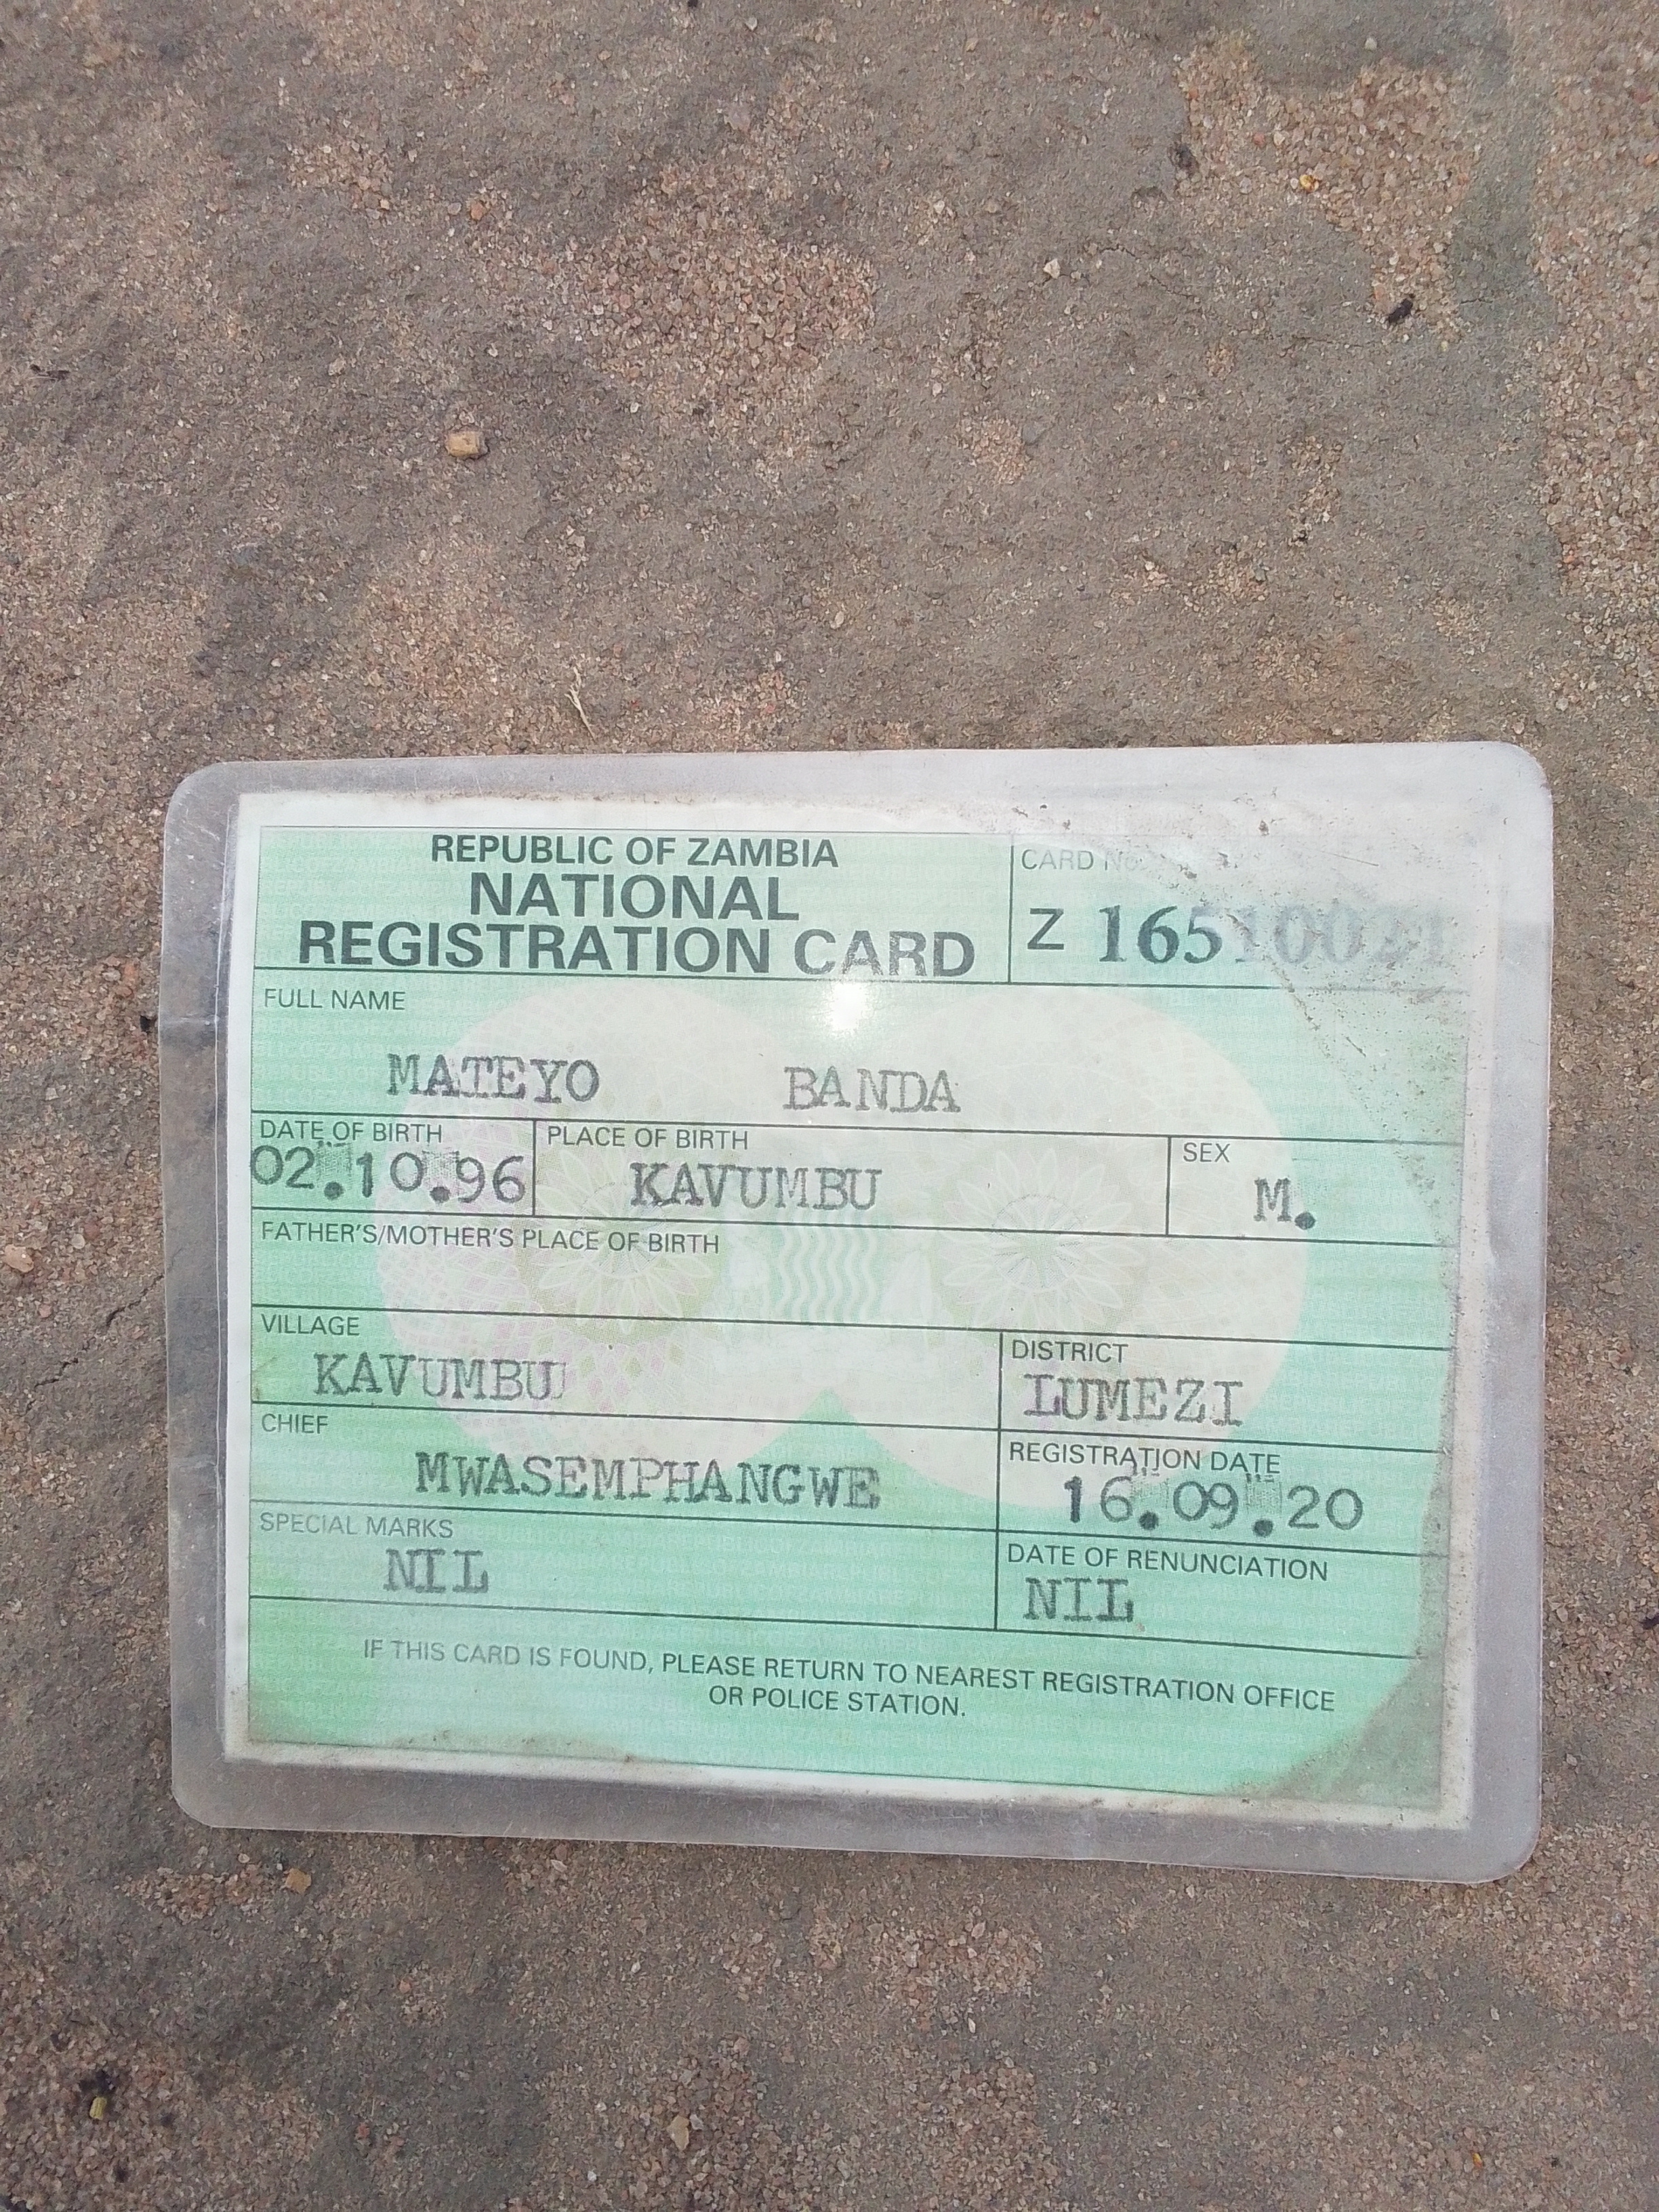 REPUBLIC OF ZAMBIA
NATIONAL
REGISTRATION CARD
CARD NO.
Z 165100
FULL NAME
MATEYO BANDA
DATE OF BIRTH
02.10.96
PLACE OF BIRTH
KAVUMBU
SEX
M.
FATHER'S/MOTHER'S PLACE OF BIRTH
VILLAGE
KAVUMBU
DISTRICT
LUMEZI
CHIEF
MWASEMPHANGWE
REGISTRATION DATE
16.09.20
SPECIAL MARKS
NIL
DATE OF RENUNCIATION
NIL
IF THIS CARD IS FOUND, PLEASE RETURN TO NEAREST REGISTRATION OFFICE
OR POLICE STATION.